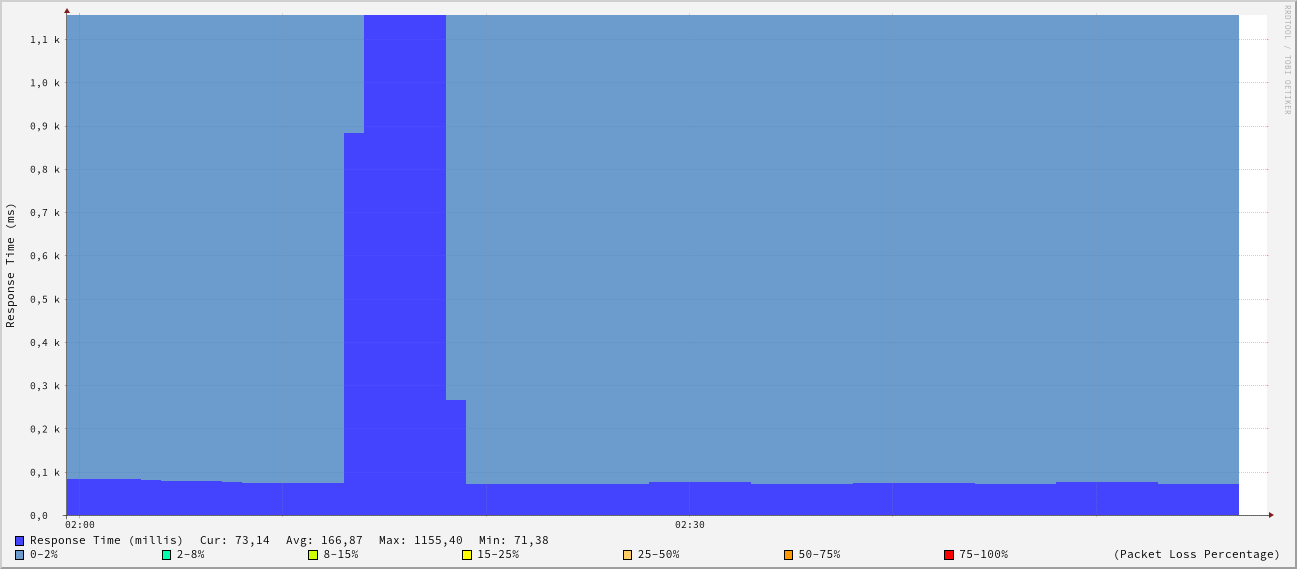 RRDTOOL / TOBI OETIKER
Response Time (ms)
1,1 k
1,0 k
0,9 k
0,8 k
0,7 k
0,6 k
0,5 k
0,4 k
0,3 k
0,2 k
0,1 k
0,0
02:00 02:30
Response Time (millis) Cur: 73,14 Avg: 166,87 Max: 1155,40 Min: 71,38
0-2% 2-8% 8-15% 15-25% 25-50% 50-75% 75-100% (Packet Loss Percentage)